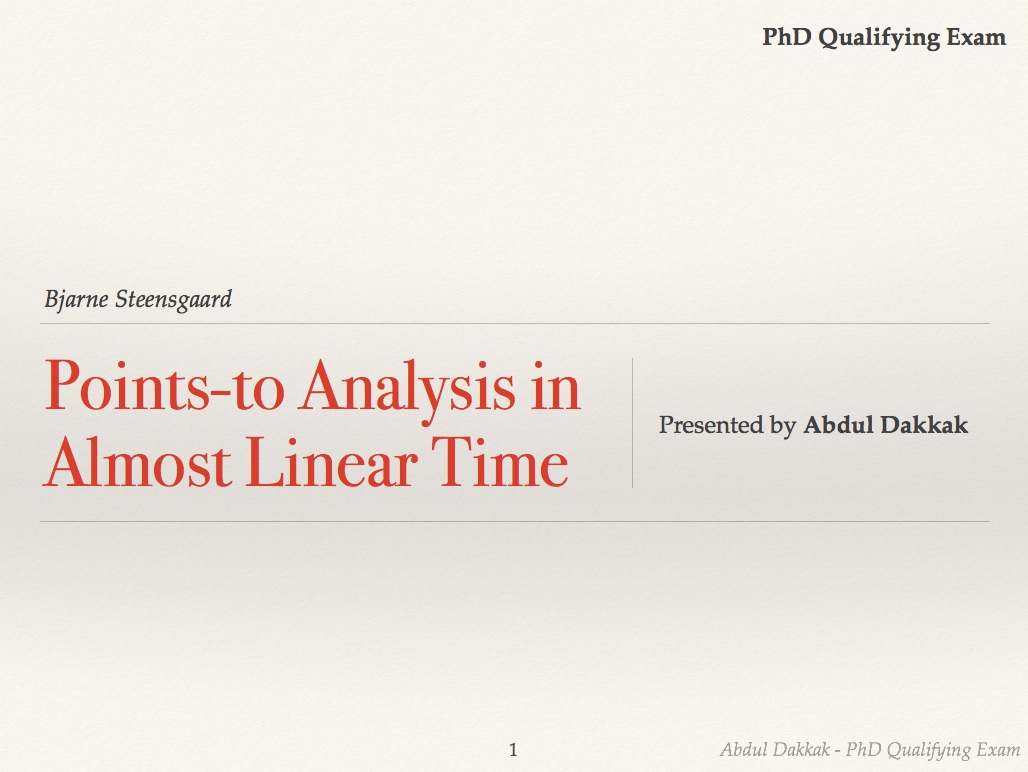 PhD Qualifying Exam
Bjarne Steensgaard
Points-to Analysis in
Almost Linear Time
Presented by Abdul Dakkak
1
Abdul Dakkak - PhD Qualifying Exam